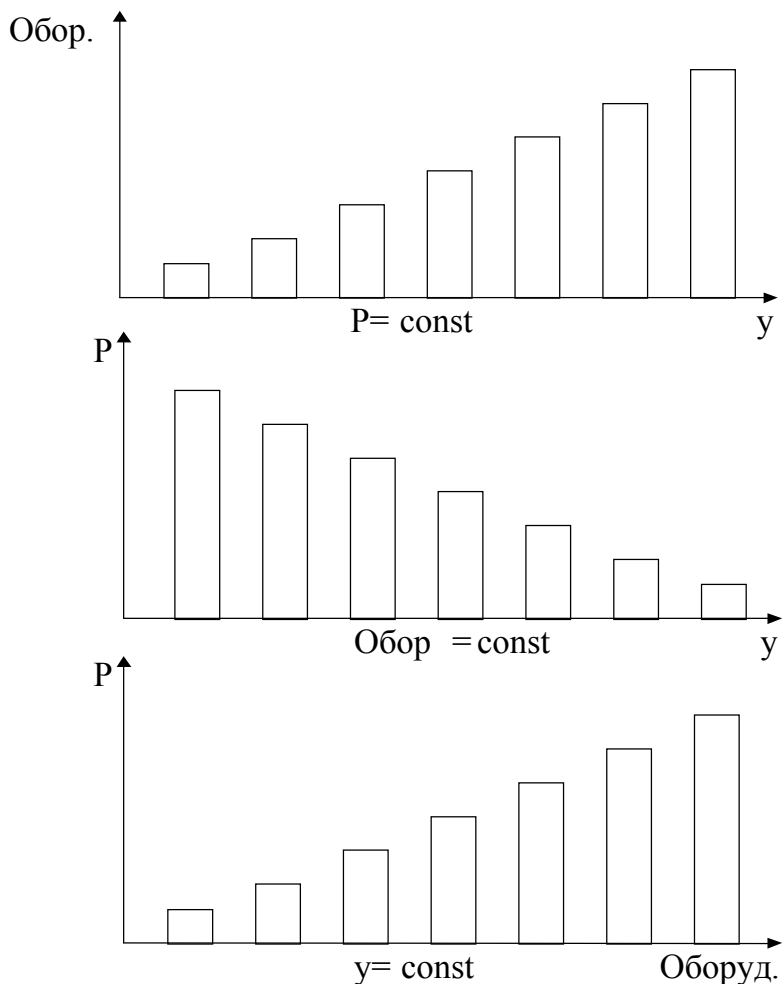 Обор.
P= const
y
P
Обор = const
y
P
y= const
Оборуд.